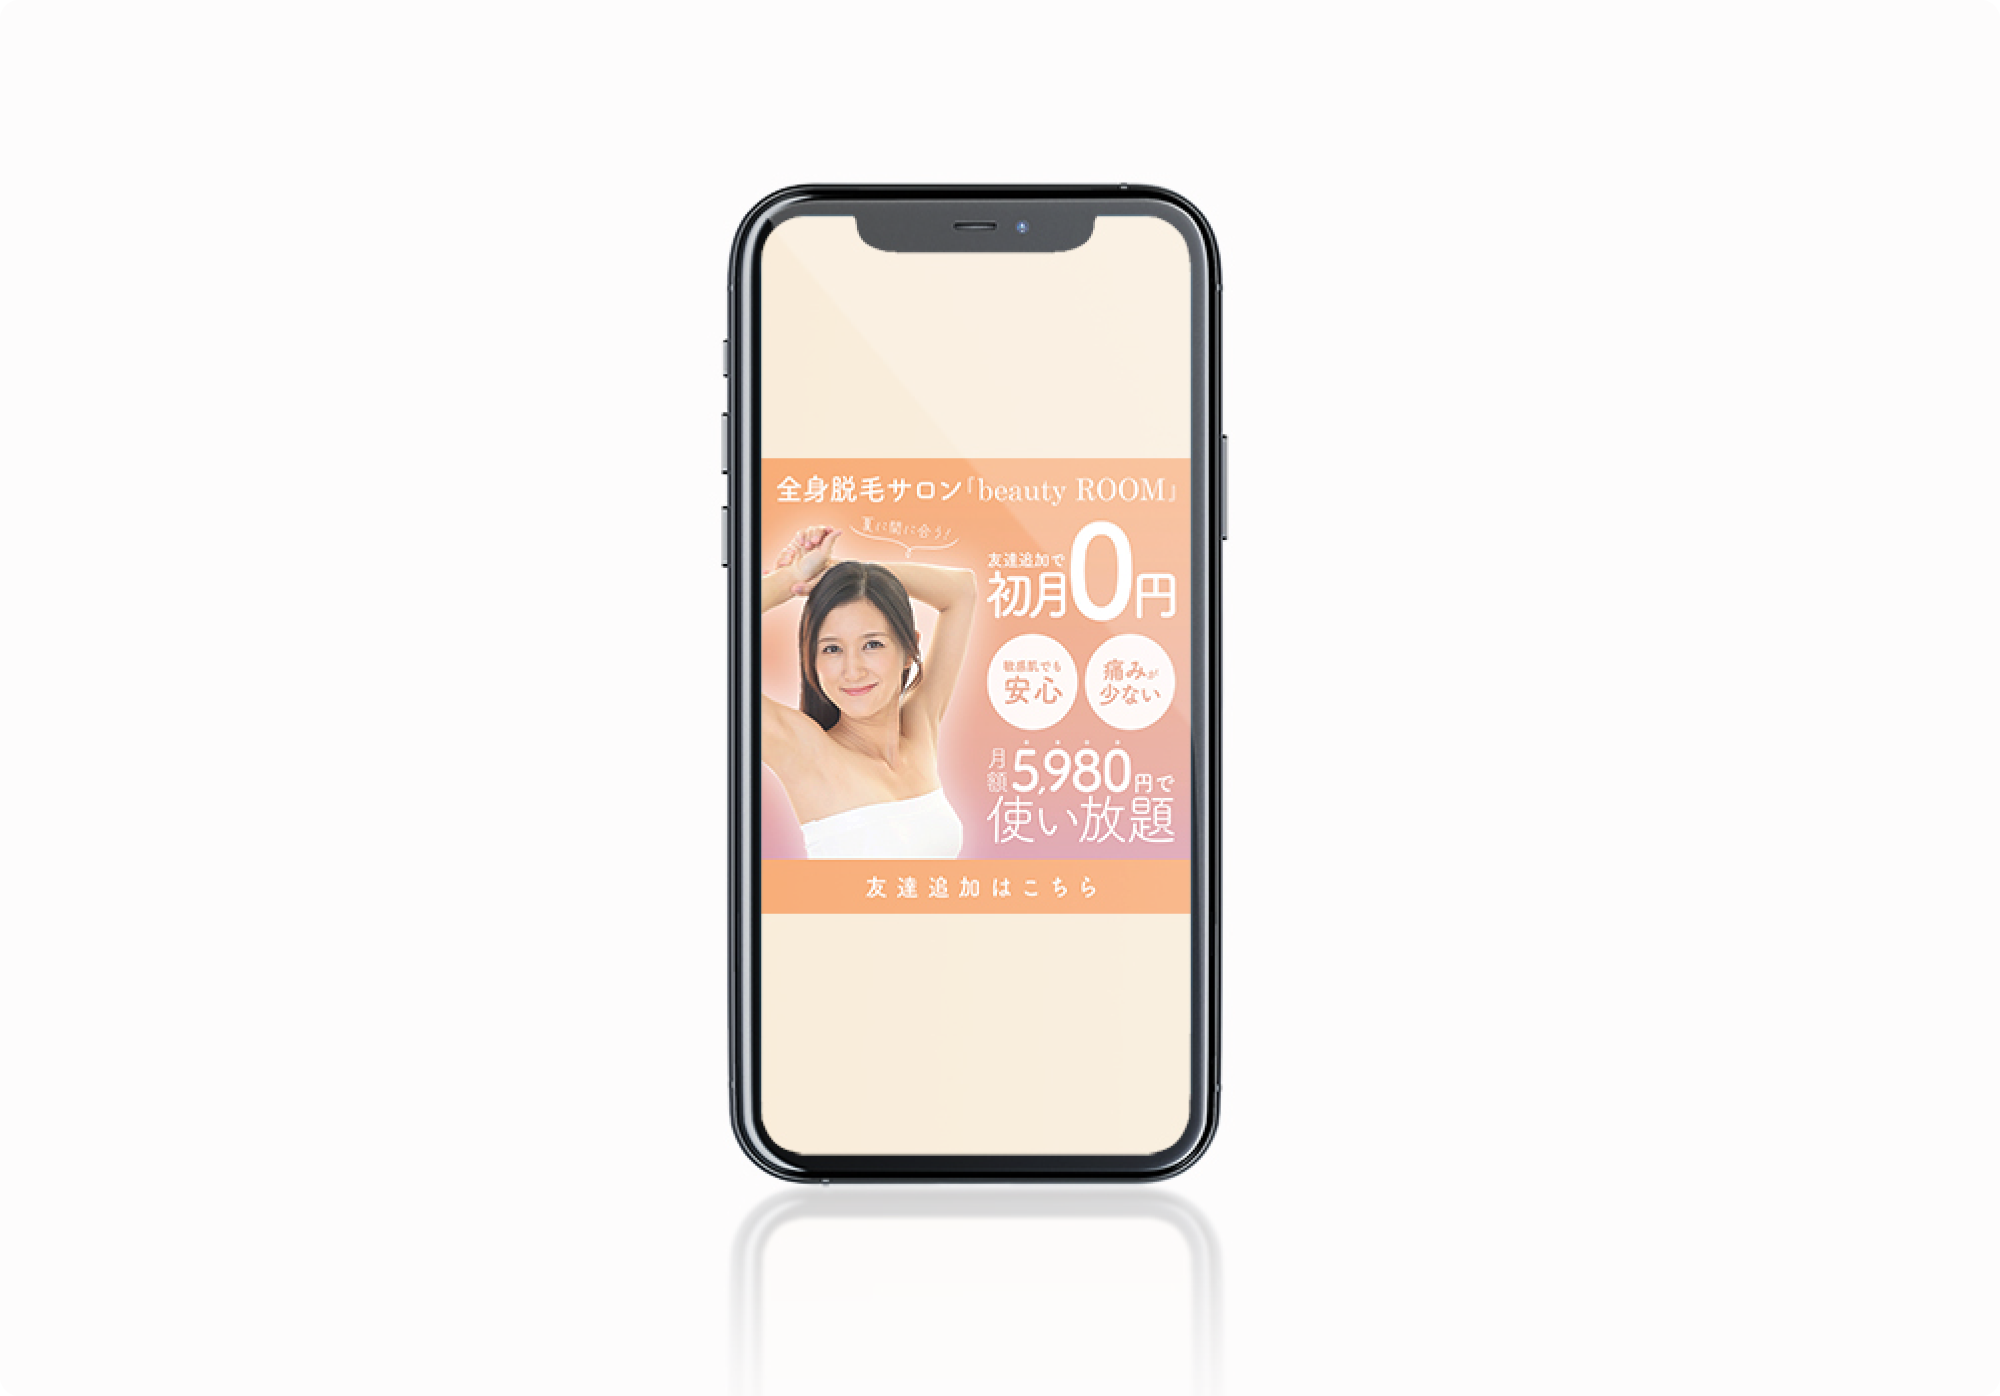 全身脱毛サロン『beauty ROOM』
夏に間に合う!
友達追加で
初月0円
敏感肌でも
安心
痛みが
少ない
月額5,980円で
使い放題
友達追加はこちら